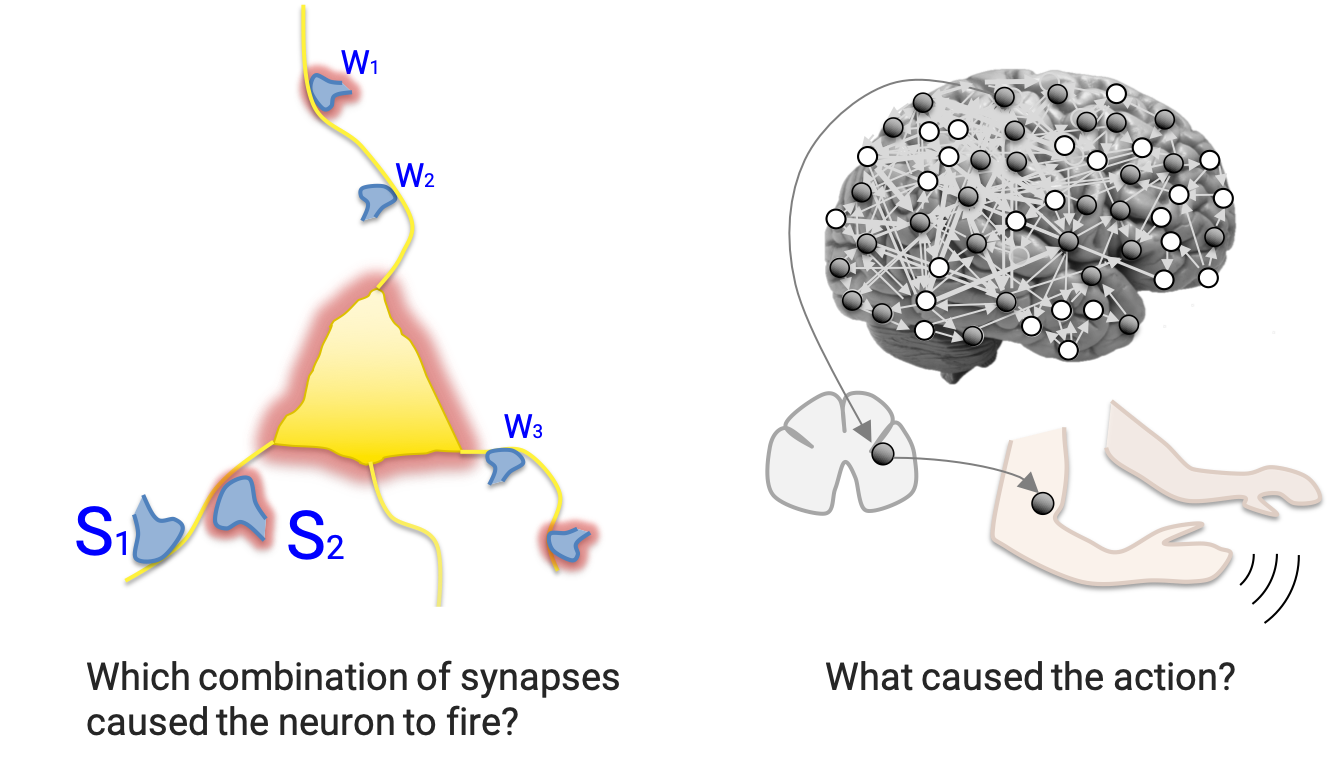 W1
W2
W3
S1
S2
Which combination of synapses
caused the neuron to fire?
What caused the action?